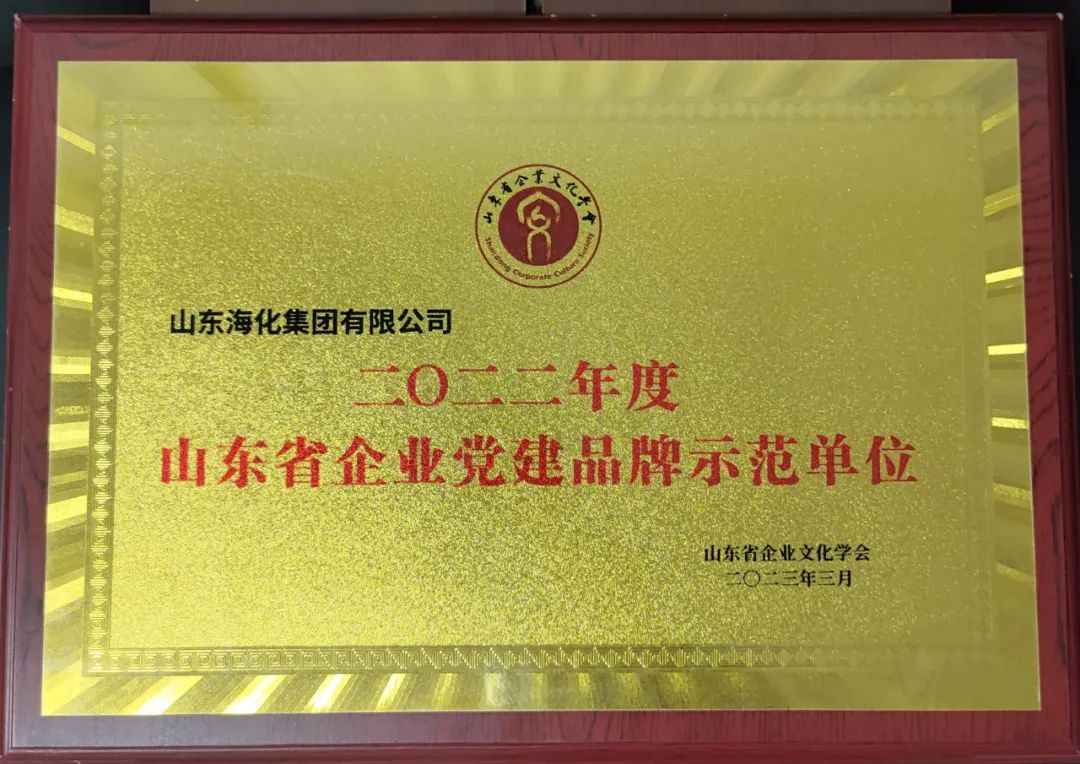 山东省企业文化学会
Shandong Corporate Culture Society
山东海化集团有限公司
二〇二二年度
山东省企业党建品牌示范单位
山东省企业文化学会
二〇二三年三月